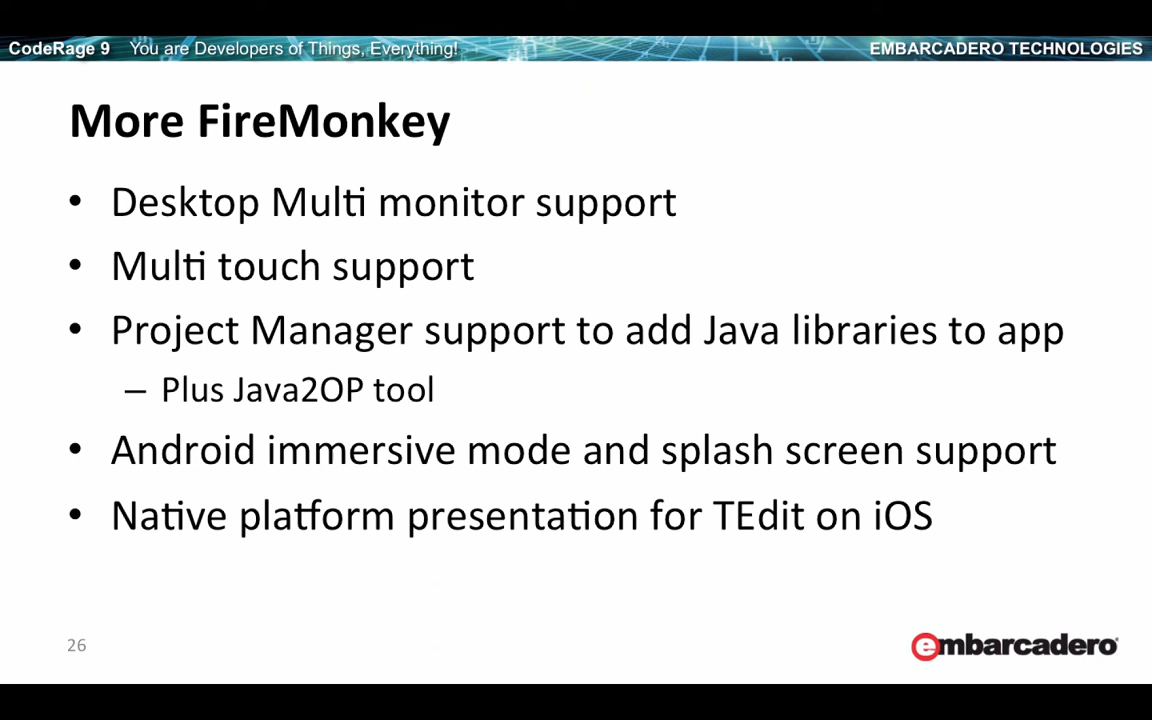 CodeRage 9 You are Developers of Things, Everything! EMBARCADERO TECHNOLOGIES
More FireMonkey
• Desktop Multi monitor support
• Multi touch support
• Project Manager support to add Java libraries to app
– Plus Java2OP tool
• Android immersive mode and splash screen support
• Native platform presentation for TEdit on iOS
26 embarcadero